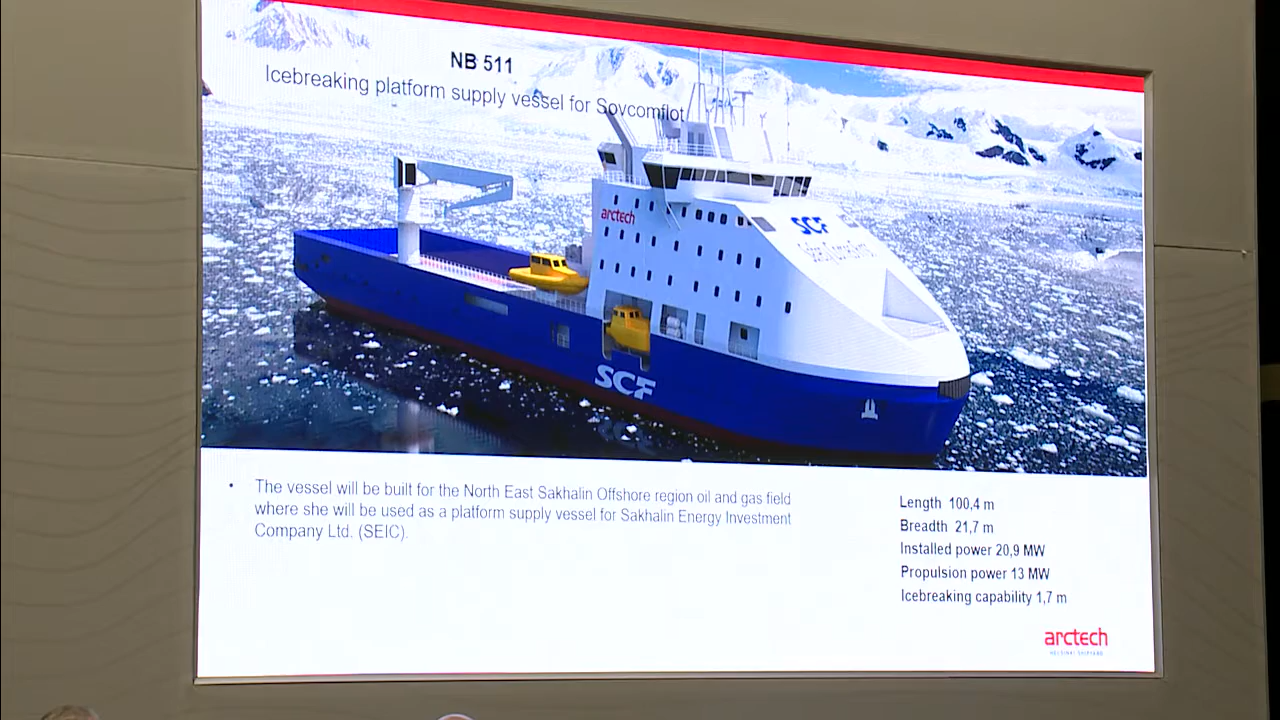 NB 511
Icebreaking platform supply vessel for Sovcomflot
arctech
SCF
SCF
• The vessel will be built for the North East Sakhalin Offshore region oil and gas field
where she will be used as a platform supply vessel for Sakhalin Energy Investment
Company Ltd. (SEIC).
Length 100,4 m
Breadth 21,7 m
Installed power 20,9 MW
Propulsion power 13 MW
Icebreaking capability 1,7 m
arctech
HELSINKI SHIPYARD